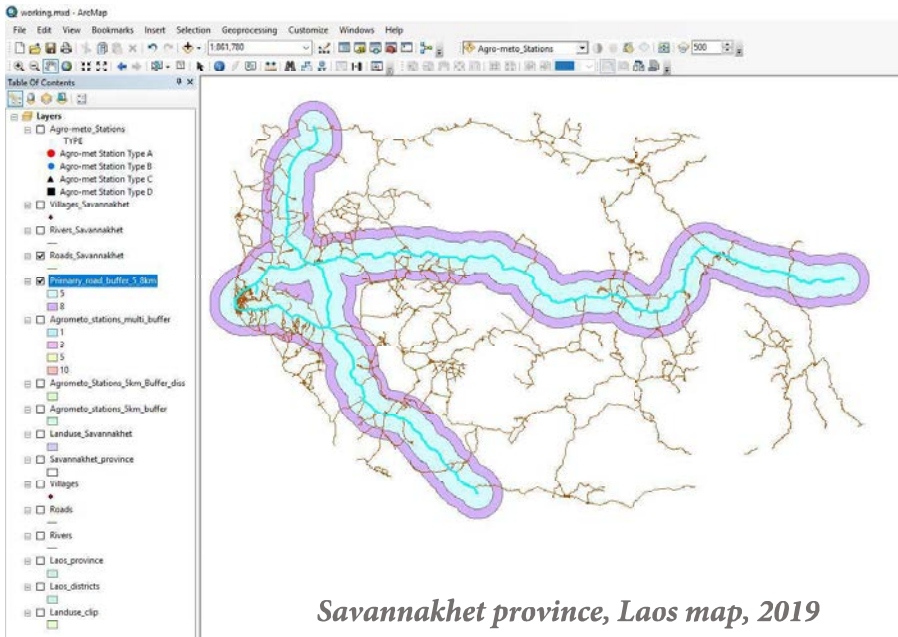 working.mxd - ArcMap
File Edit View Bookmarks Insert Selection Geoprocessing Customize Windows Help
1:861,780
Agro-meto_Stations
500
Table Of Contents
Layers
Agro-meto_Stations
TYPE
Agro-met Station Type A
Agro-met Station Type B
Agro-met Station Type C
Agro-met Station Type D
Villages_Savannakhet
Rivers_Savannakhet
Roads_Savannakhet
Primarry_road_buffer_5_8km
5
8
Agrometo_stations_multi_buffer
1
3
5
10
Agrometo_Stations_5km_Buffer_diss
Agrometo_stations_5km_buffer
Landuse_Savannakhet
Savannakhet_province
Villages
Roads
Rivers
Laos_province
Laos_districts
Landuse_clip
Savannakhet province, Laos map, 2019